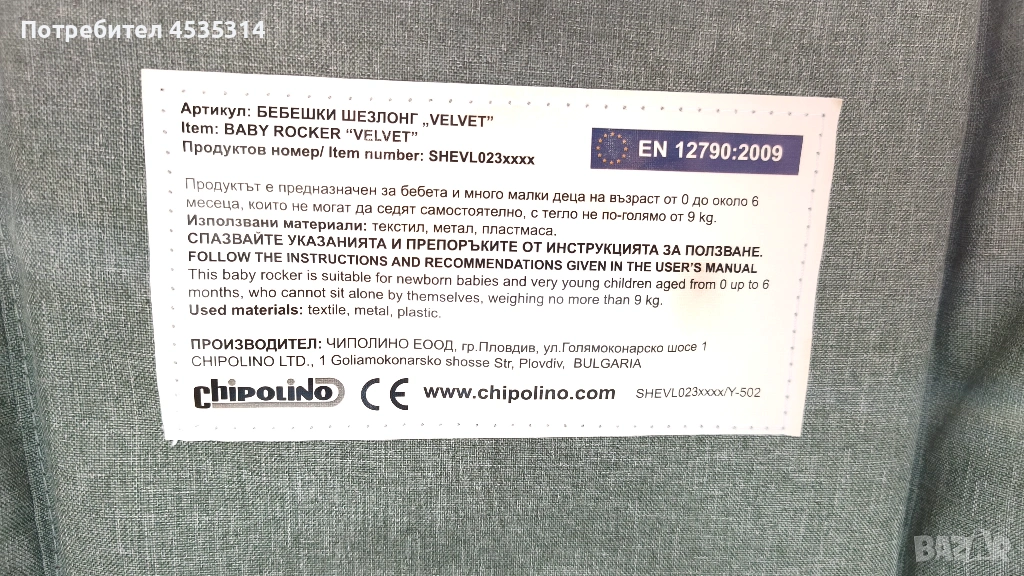 Потребител 4535314
Артикул: БЕБЕШКИ ШЕЗЛОНГ „VELVET”
Item: BABY ROCKER “VELVET”
Продуктов номер/ Item number: SHEVL023xxxx
EN 12790:2009
Продуктът е предназначен за бебета и много малки деца на възраст от 0 до около 6
месеца, които не могат да седят самостоятелно, с тегло не по-голямо от 9 kg.
Използвани материали: текстил, метал, пластмаса.
СПАЗВАЙТЕ УКАЗАНИЯТА И ПРЕПОРЪКИТЕ ОТ ИНСТРУКЦИЯТА ЗА ПОЛЗВАНЕ.
FOLLOW THE INSTRUCTIONS AND RECOMMENDATIONS GIVEN IN THE USER'S MANUAL
This baby rocker is suitable for newborn babies and very young children aged from 0 up to 6
months, who cannot sit alone by themselves, weighing no more than 9 kg.
Used materials: textile, metal, plastic.
ПРОИЗВОДИТЕЛ: ЧИПОЛИНО ЕООД, гр.Пловдив, ул.Голямоконарско шосе 1
CHIPOLINO LTD., 1 Goliamokonarsko shosse Str, Plovdiv, BULGARIA
chipolino CE www.chipolino.com SHEVL023xxxx/Y-502
BAZAR